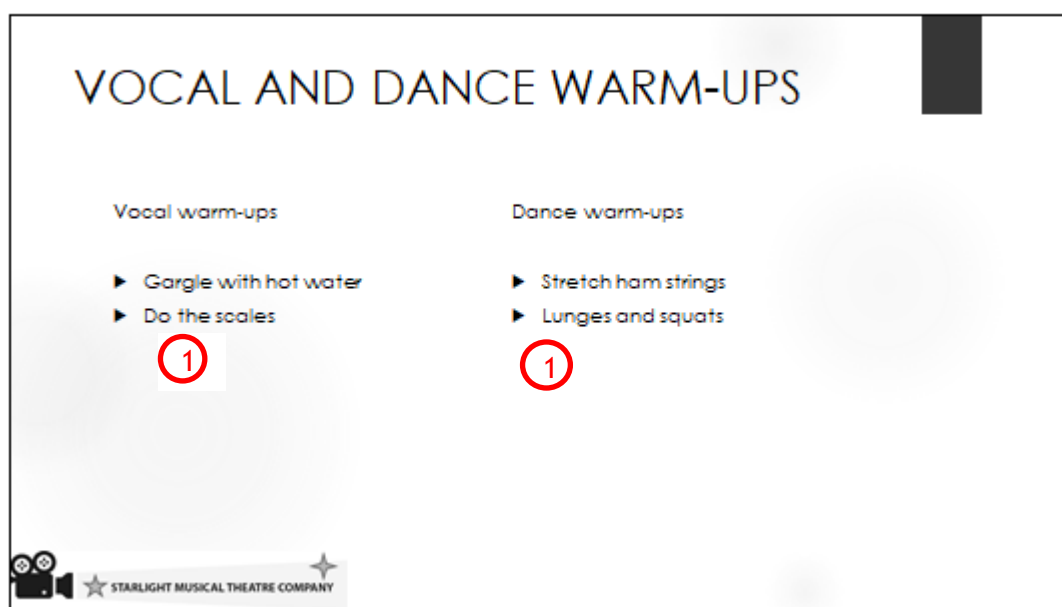 VOCAL AND DANCE WARM-UPS
Vocal warm-ups
▶ Gargle with hot water
▶ Do the scales
1
Dance warm-ups
▶ Stretch ham strings
▶ Lunges and squats
1
STARLIGHT MUSICAL THEATRE COMPANY